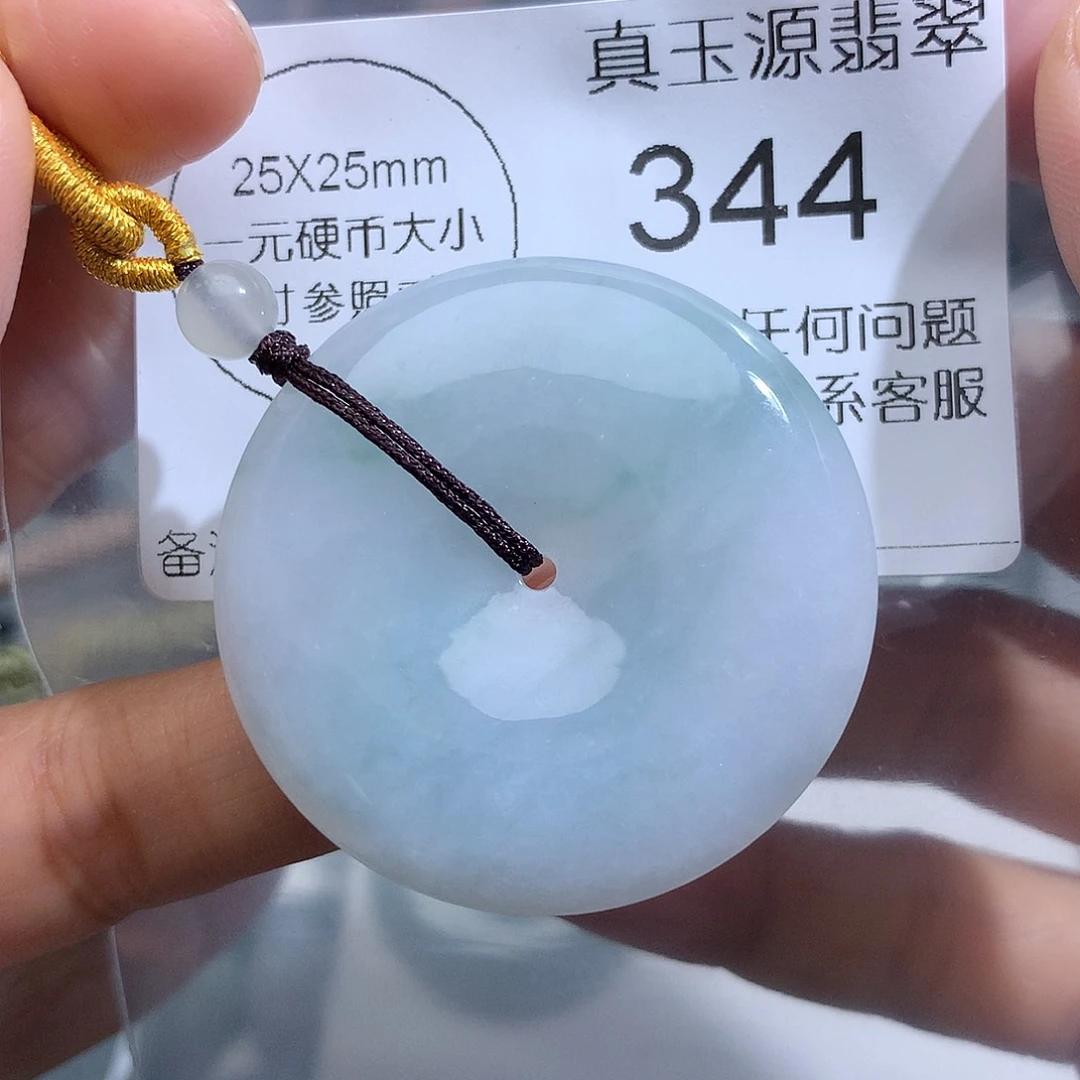 真玉源翡翠
344
25X25mm
一元硬币大小
寸参照
任何问题
系客服
备注